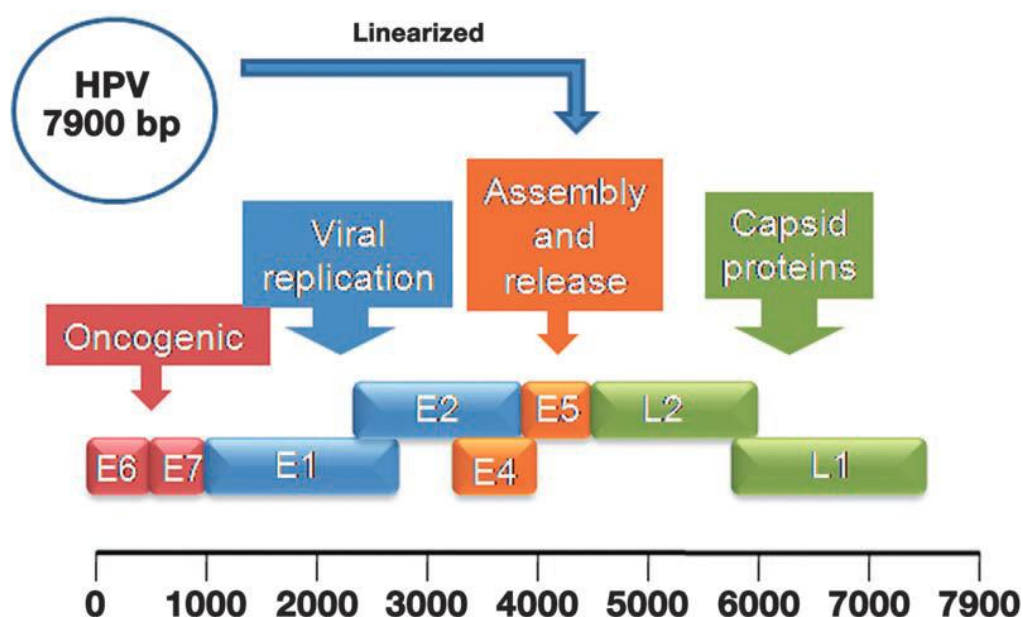 Linearized
HPV
7900 bp
Assembly
and
release
Viral
replication
Capsid
proteins
Oncogenic
E2
E5
L2
E6
E7
E1
E4
L1
0 1000 2000 3000 4000 5000 6000 7000 7900